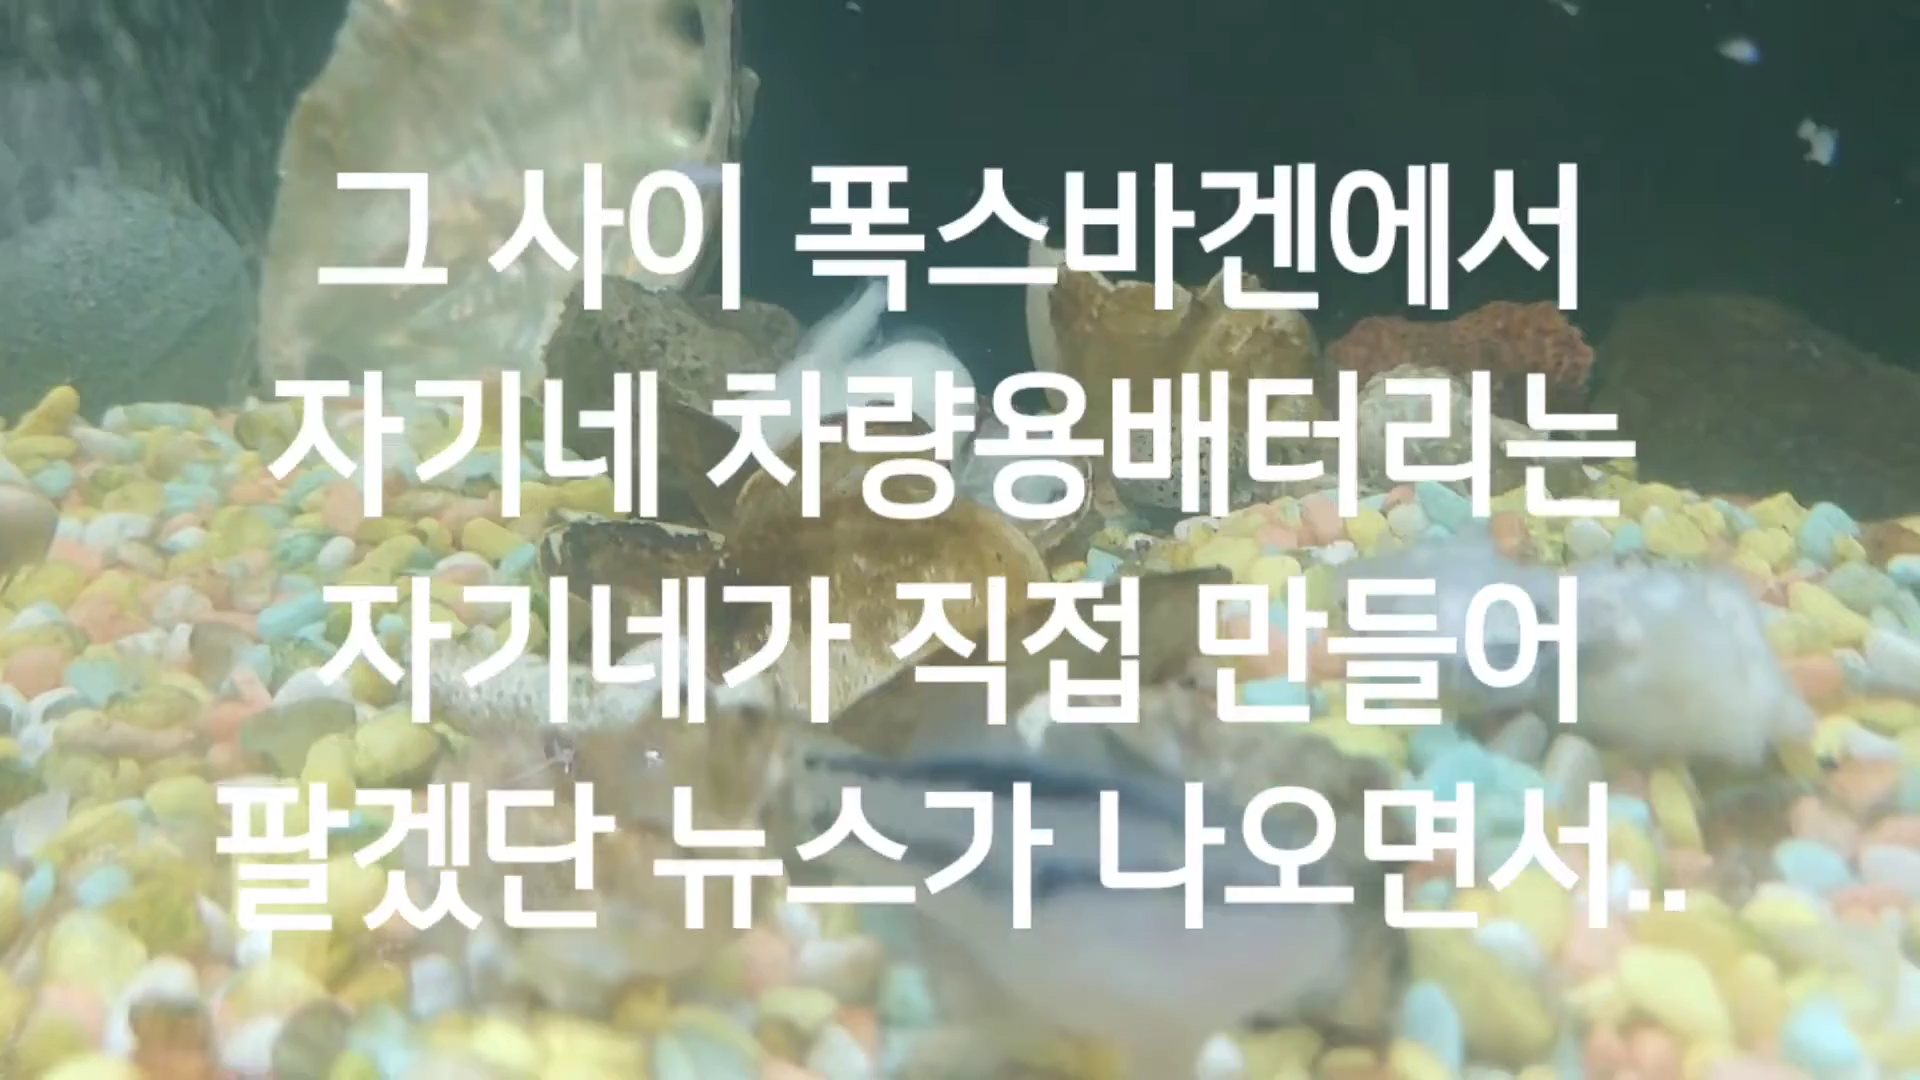 그 사이 폭스바겐에서
자기네 차량용배터리는
자기네가 직접 만들어
팔겠단 뉴스가 나오면서..